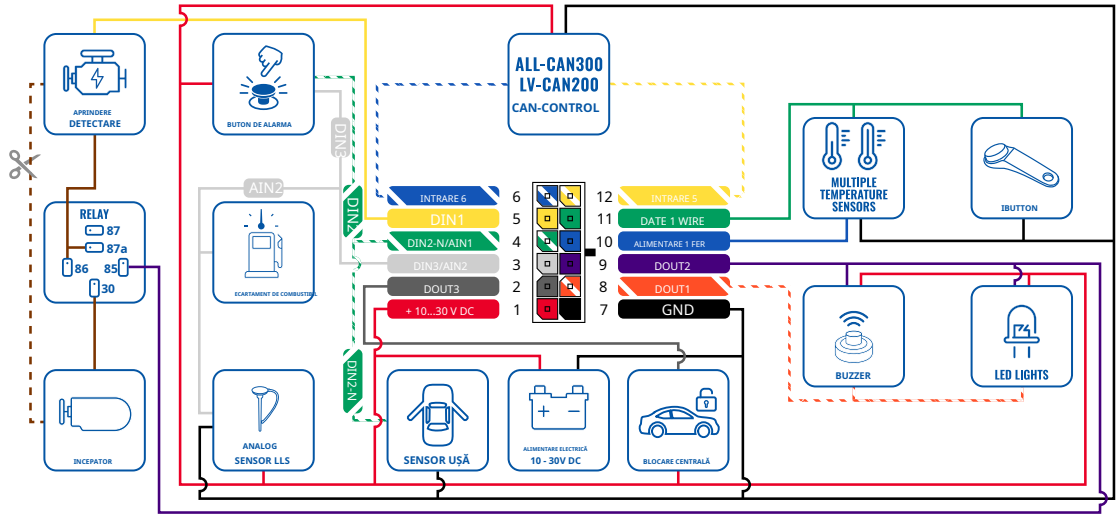 ALL-CAN300
LV-CAN200
CAN-CONTROL
APRINDERE
DETECTARE
BUTON DE ALARMA
DIN3
AIN2
DIN2
MULTIPLE
TEMPERATURE
SENSORS
IBUTTON
INTRARE 6
6
12
INTRARE 5
DIN1
5
11
DATE 1 WIRE
DIN2-N/AIN1
4
10
ALIMENTARE 1 FER
DIN3/AIN2
3
9
DOUT2
DOUT3
2
8
DOUT1
+ 10...30 V DC
1
7
GND
RELAY
87
87a
86
85
30
ECARTAMENT DE COMBUSTIBIL
BUZZER
LED LIGHTS
DIN2-N
INCEPATOR
ANALOG
SENSOR LLS
SENSOR UȘĂ
ALIMENTARE ELECTRICĂ
10 - 30V DC
BLOCARE CENTRALĂ